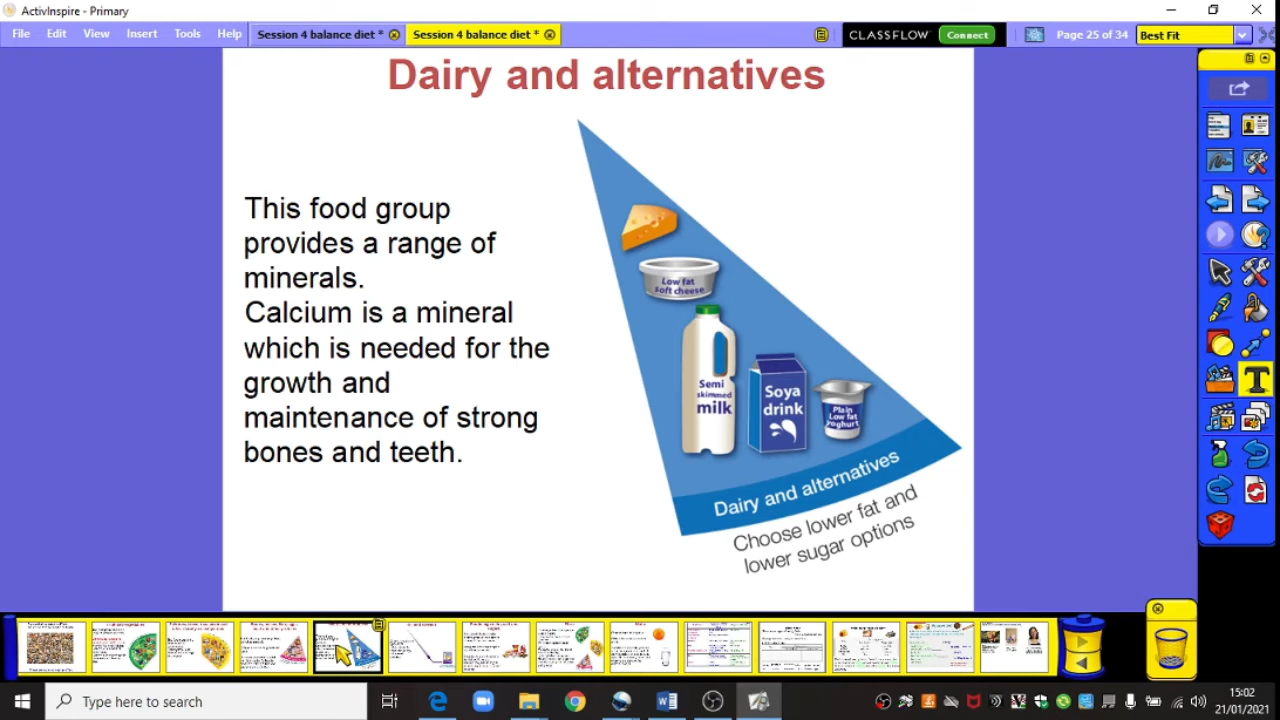 ActivInspire - Primary
File Edit View Insert Tools Help
Session 4 balance diet *
Session 4 balance diet *
CLASSFLOW
Connect
Page 25 of 34
Best Fit
Dairy and alternatives
This food group
provides a range of
minerals.
Calcium is a mineral
which is needed for the
growth and
maintenance of strong
bones and teeth.
Low fat
soft cheese
Semi
skimmed
milk
Soya
drink
Plain
Low fat
yoghurt
Dairy and alternatives
Choose lower fat and
lower sugar options
Type here to search
15:02
21/01/2021